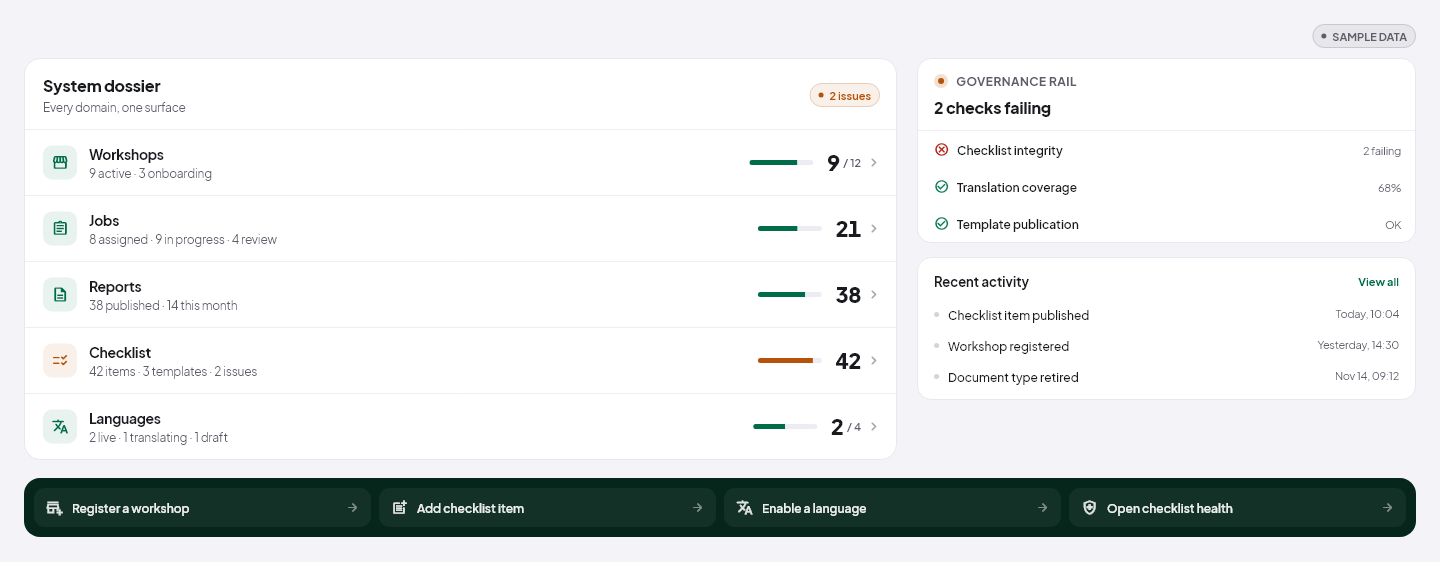 SAMPLE DATA
System dossier
Every domain, one surface
2 issues
Workshops
9 active · 3 onboarding
9 / 12
Jobs
8 assigned · 9 in progress · 4 review
21
Reports
38 published · 14 this month
38
Checklist
42 items · 3 templates · 2 issues
42
Languages
2 live · 1 translating · 1 draft
2 / 4
GOVERNANCE RAIL
2 checks failing
Checklist integrity 2 failing
Translation coverage 68%
Template publication OK
Recent activity View all
Checklist item published Today, 10:04
Workshop registered Yesterday, 14:30
Document type retired Nov 14, 09:12
Register a workshop
Add checklist item
Enable a language
Open checklist health